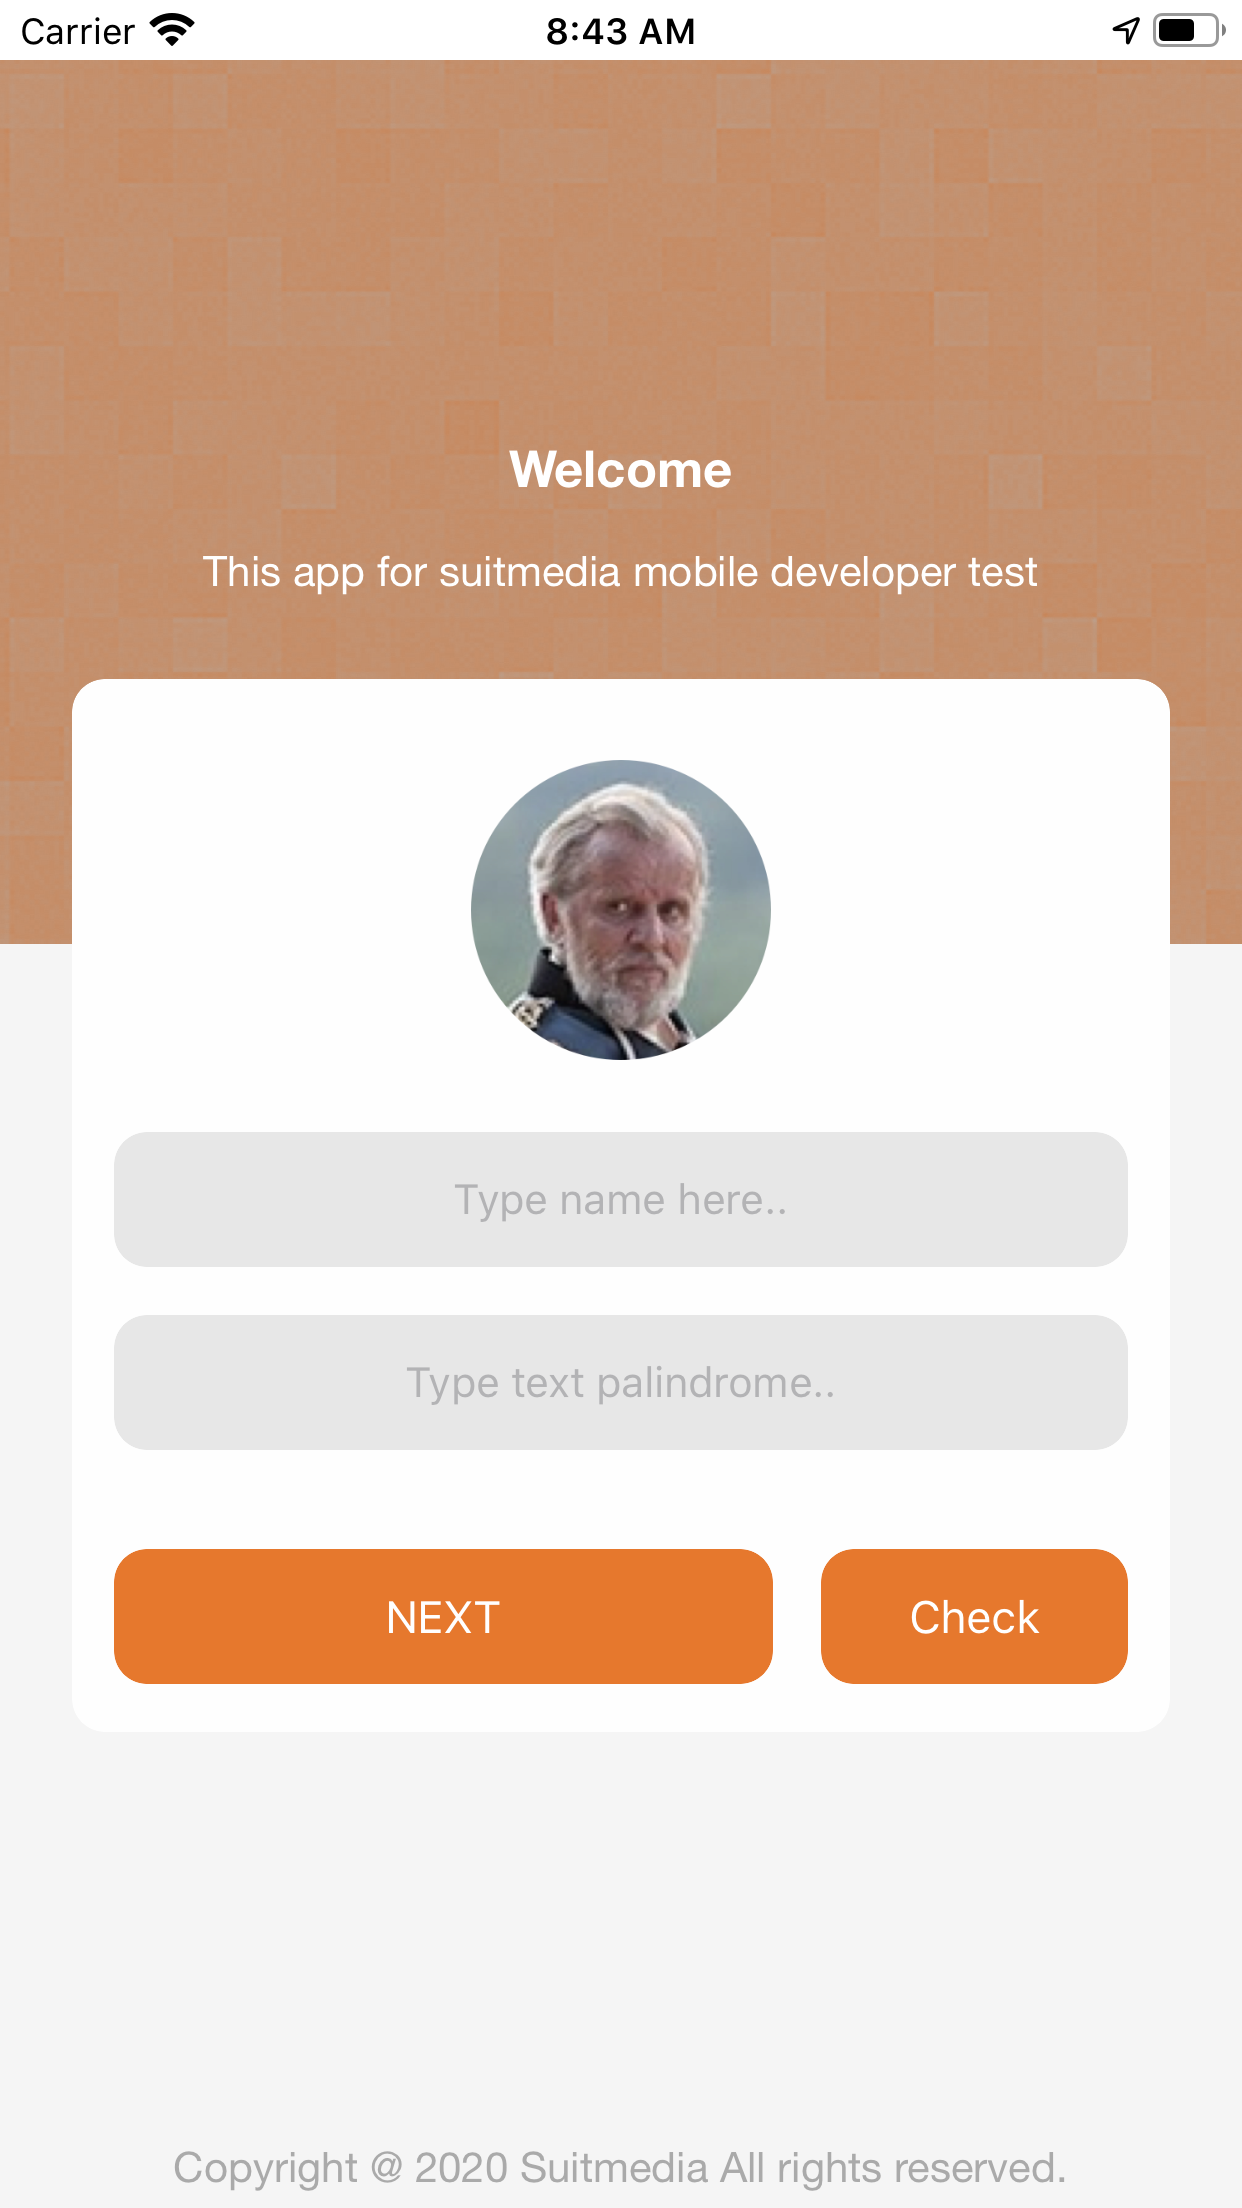 Carrier 8:43 AM
Welcome
This app for suitmedia mobile developer test
Type name here..
Type text palindrome..
NEXT Check
Copyright @ 2020 Suitmedia All rights reserved.